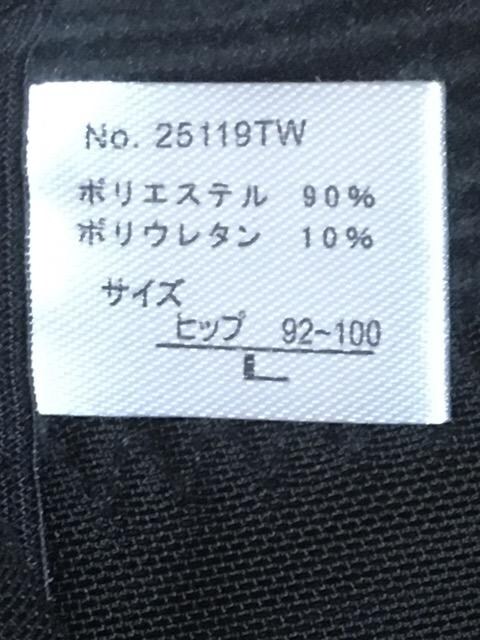 No. 25119TW
ポリエステル 90%
ポリウレタン 10%
サイズ
ヒップ 92~100
L